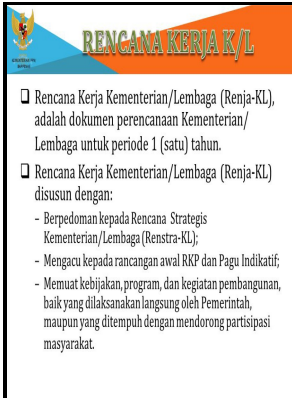 RENCANA KERJA K/L
❑ Rencana Kerja Kementerian/Lembaga (Renja-KL),
adalah dokumen perencanaan Kementerian/
Lembaga untuk periode 1 (satu) tahun.
❑ Rencana Kerja Kementerian/Lembaga (Renja-KL)
disusun dengan:
– Berpedoman kepada Rencana Strategis
Kementerian/Lembaga (Renstra-KL);
– Mengacu kepada rancangan awal RKP dan Pagu Indikatif;
– Memuat kebijakan, program, dan kegiatan pembangunan,
baik yang dilaksanakan langsung oleh Pemerintah,
maupun yang ditempuh dengan mendorong partisipasi
masyarakat.